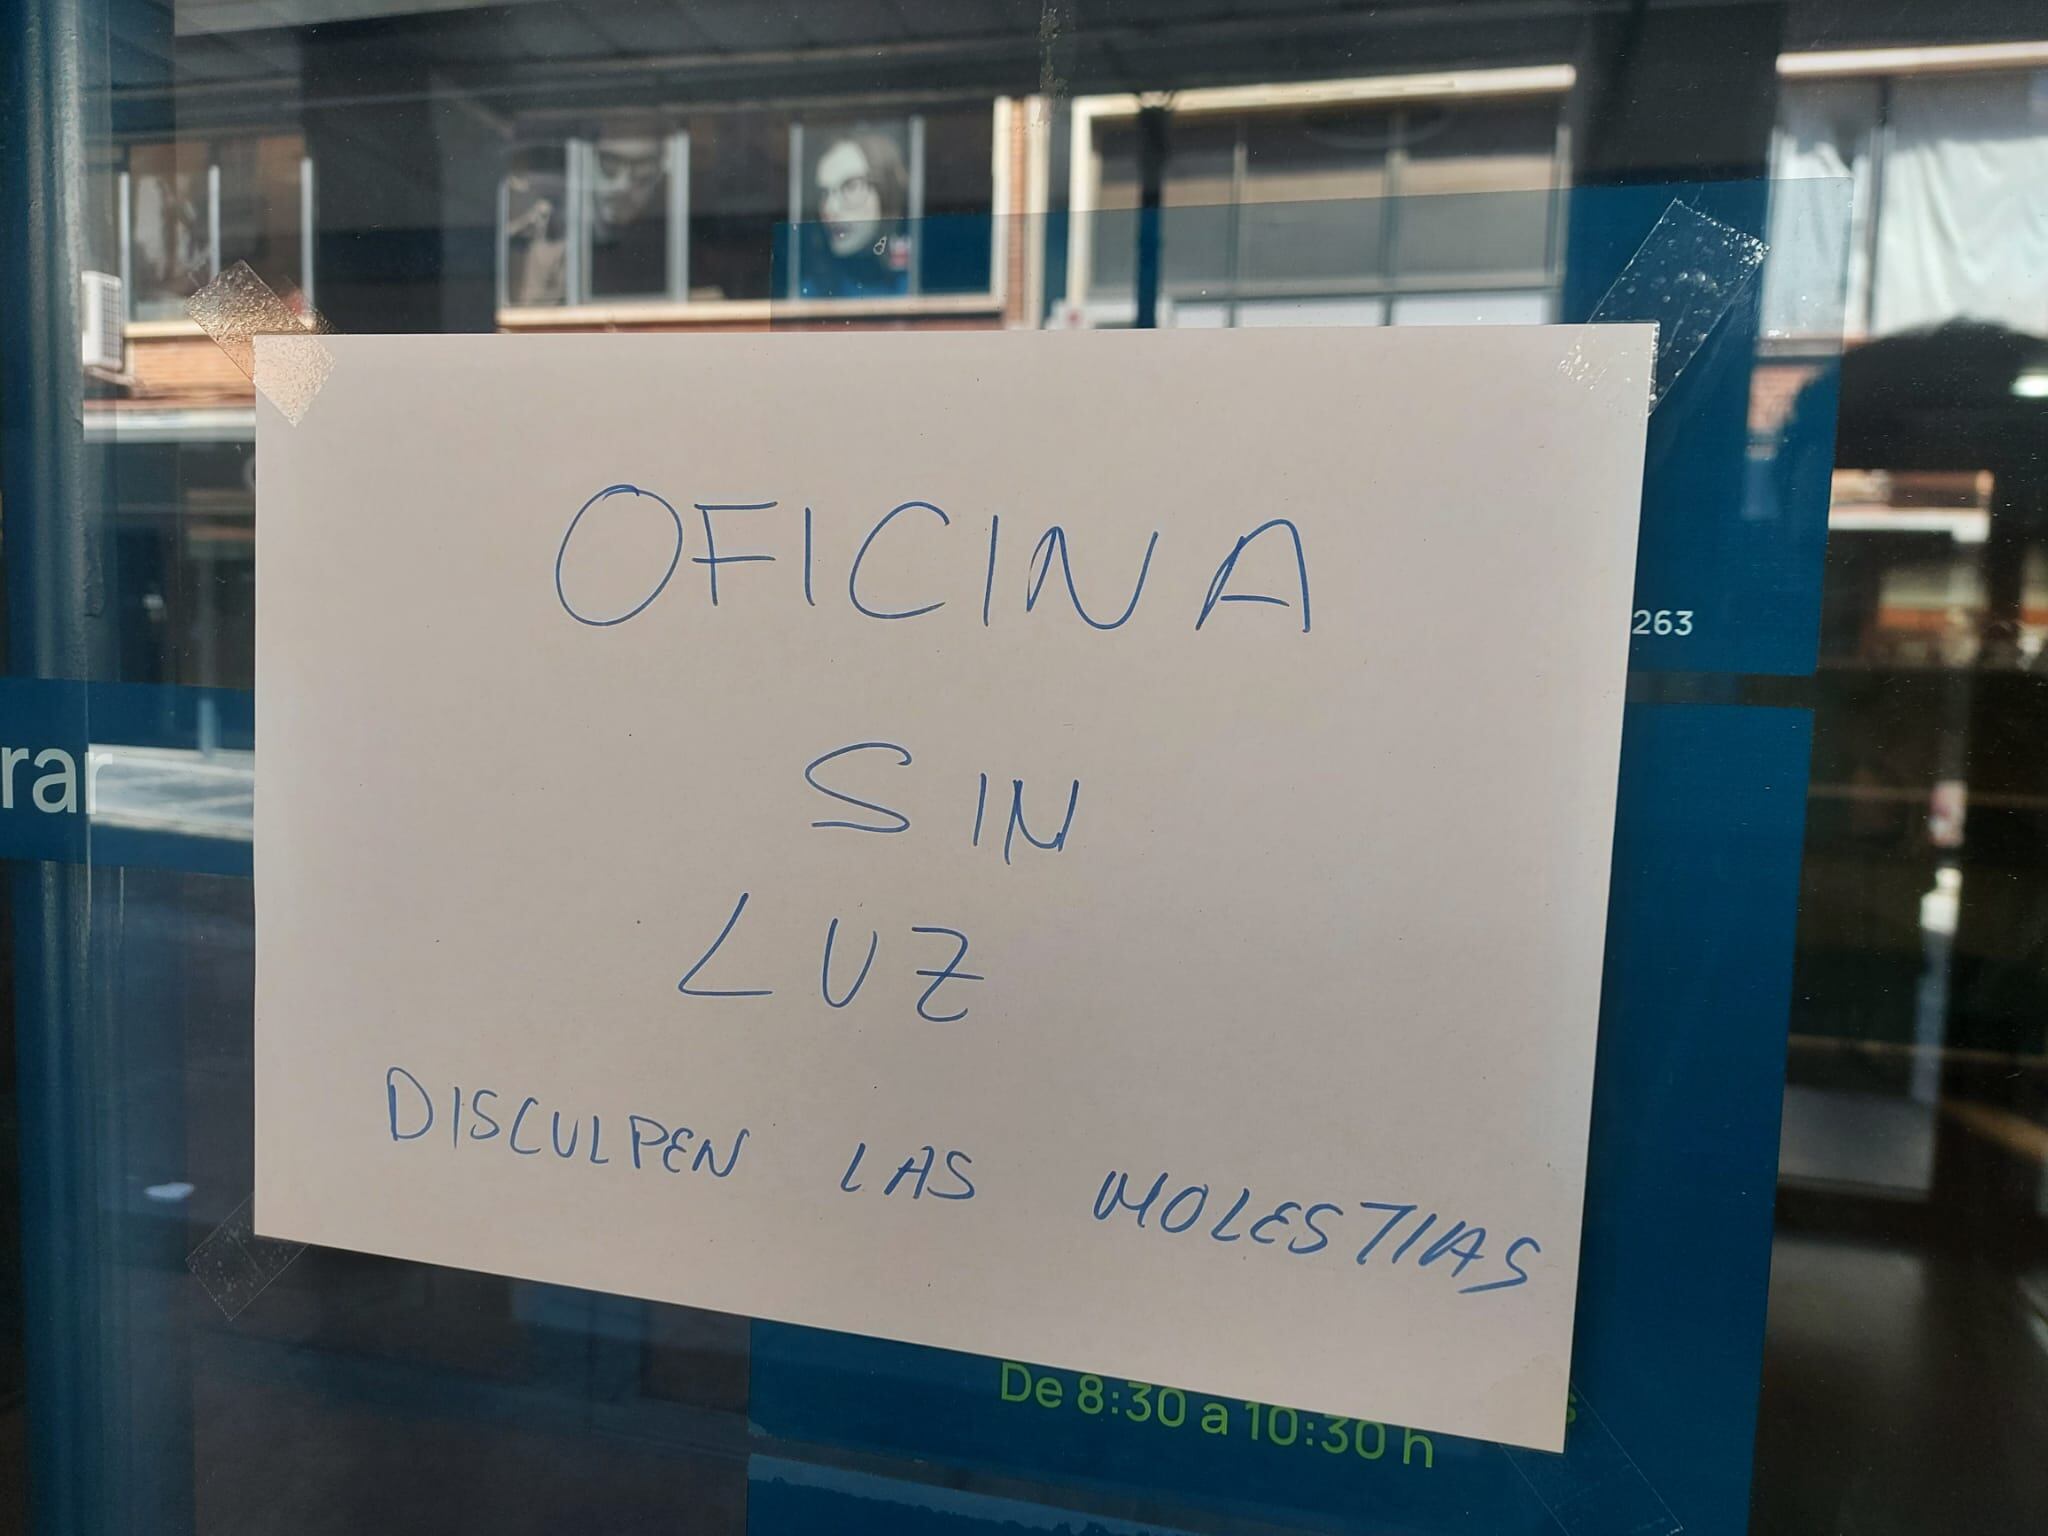 263
rar
OFICINA
SIN
LUZ
DISCULPEN LAS MOLESTIAS
De 8:30 a 10:30 h